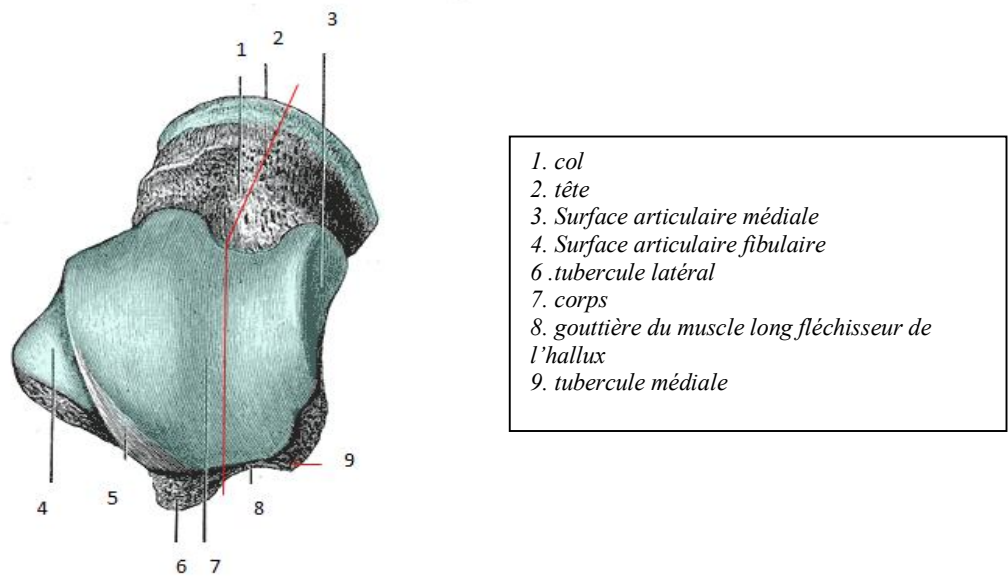 3
2
1
1. col
2. tête
3. Surface articulaire médiale
4. Surface articulaire fibulaire
6 .tubercule latéral
7. corps
8. gouttière du muscle long fléchisseur de
l’hallux
9. tubercule médiale
9
4
5
8
6
7